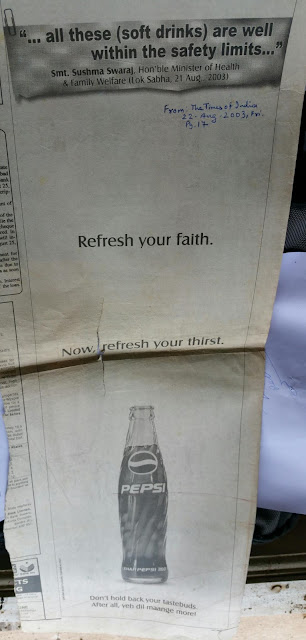 “... all these (soft drinks) are well
within the safety limits...”
Smt. Sushma Swaraj, Hon'ble Minister of Health
& Family Welfare (Lok Sabha, 21 Aug., 2003)
From. The Times of India
22-Aug-2003, Fri.
Pg. 17
Refresh your faith.
Now, refresh your thirst.
PEPSI
Don't hold back your tastebuds.
After all, yeh dil maange more!